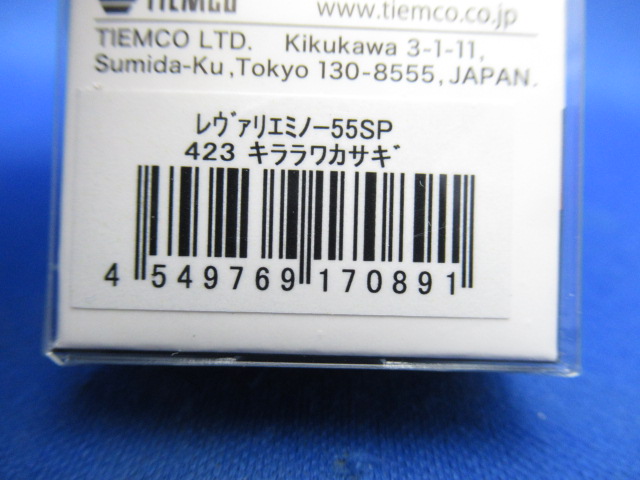 TIEMCO www.tiemco.co.jp
TIEMCO LTD. Kikukawa 3-1-11,
Sumida-Ku,Tokyo 130-8555, JAPAN.
ﾚｳﾞｧﾘｴﾐﾉｰ55SP
423 ｷﾗﾗﾜｶｻｷﾞ
4 549769 170891